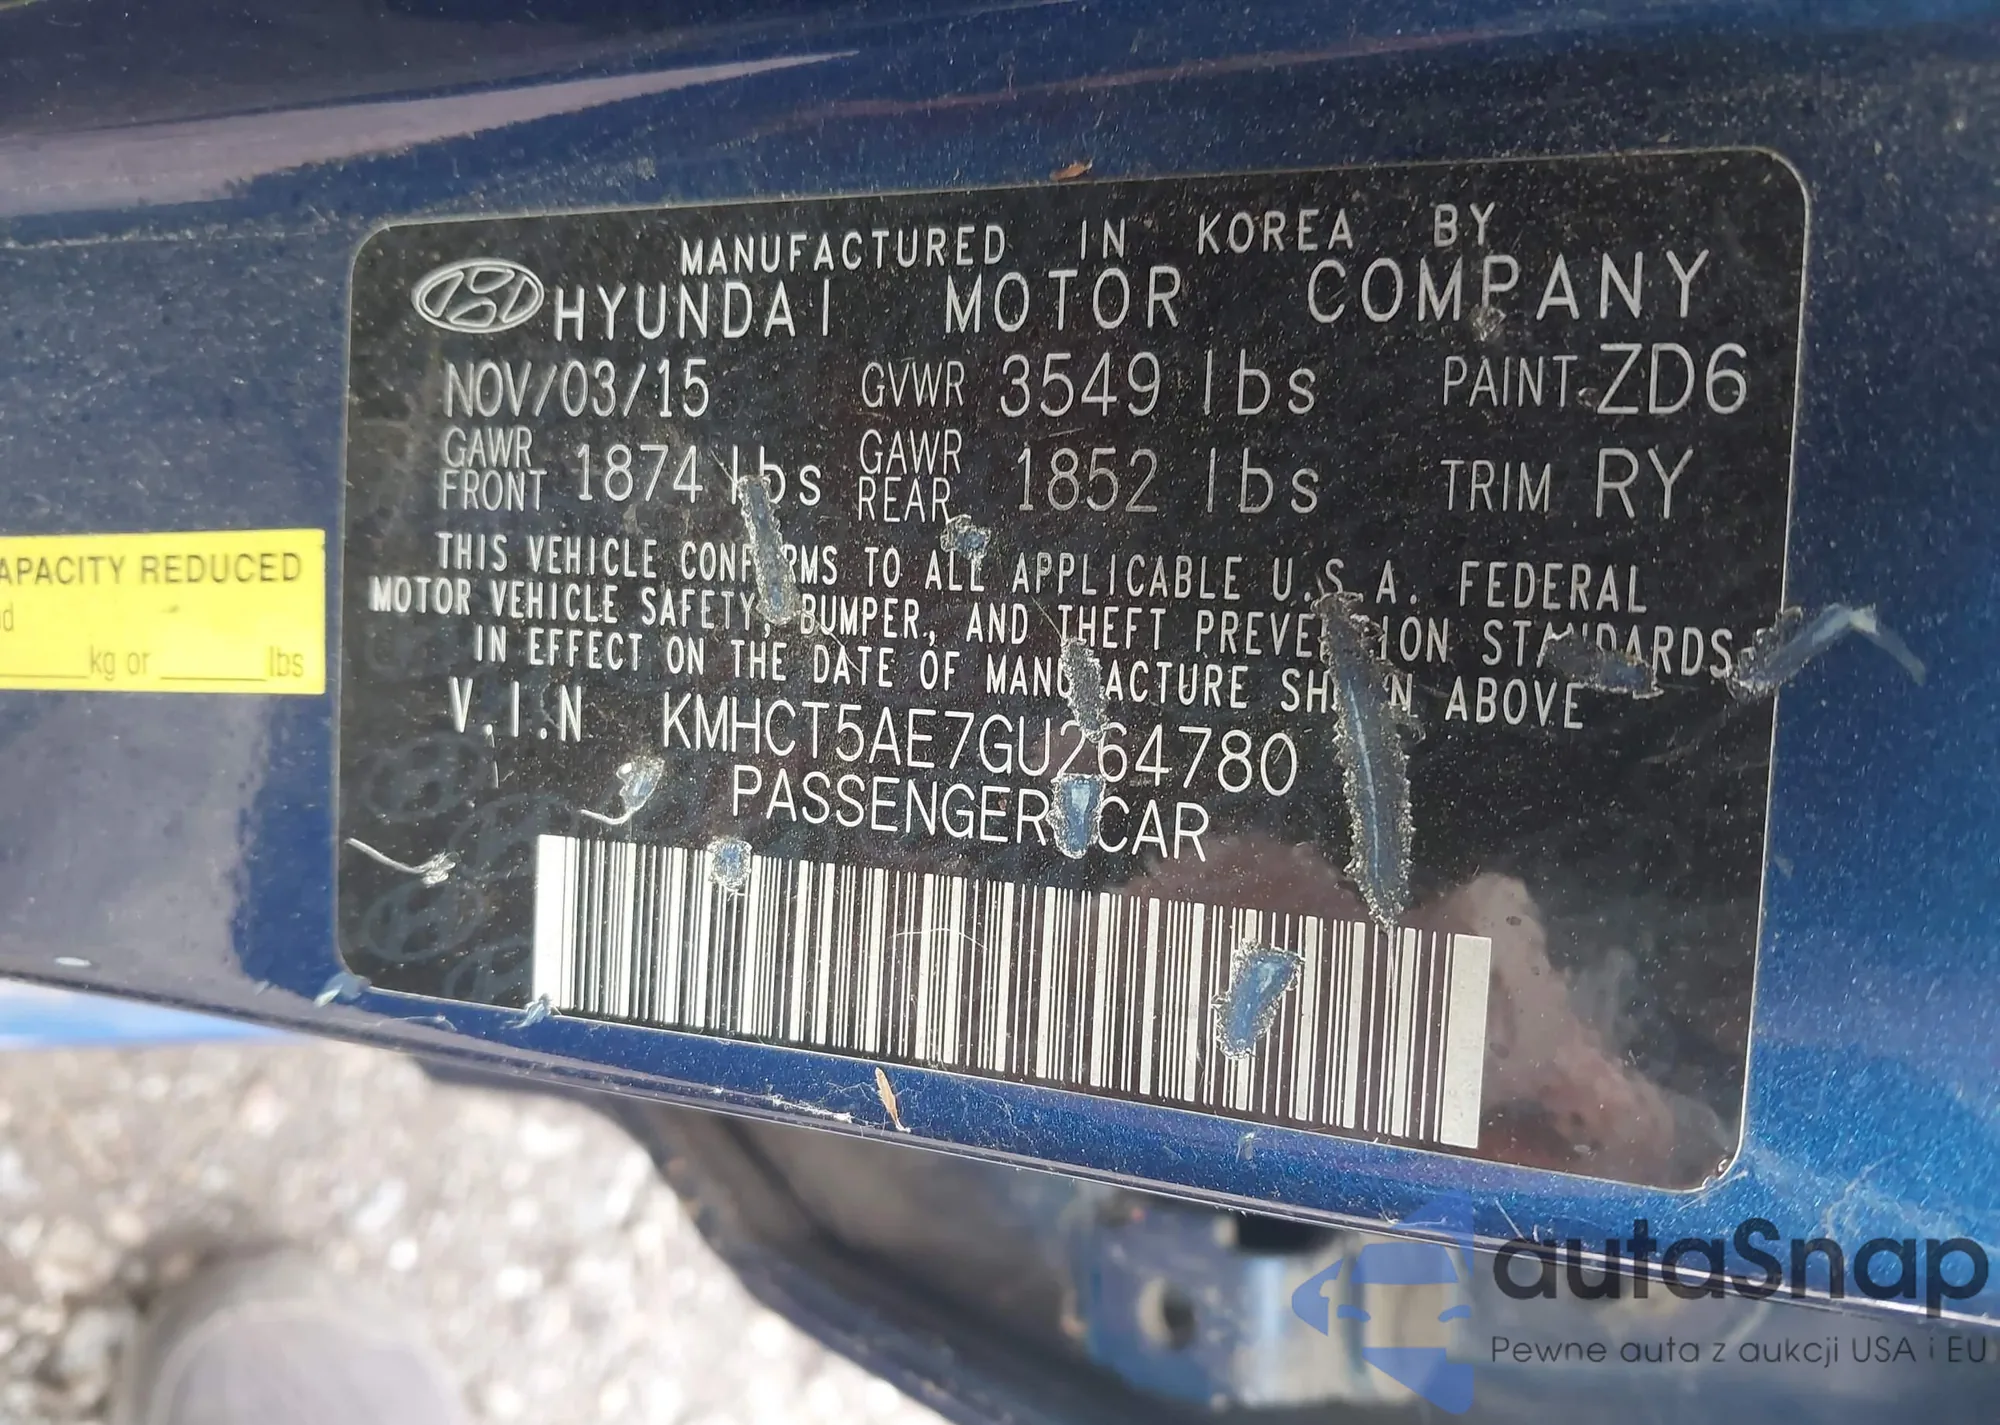 MANUFACTURED IN KOREA BY
HYUNDAI MOTOR COMPANY
NOV/03/15 GVWR 3549 lbs PAINT ZD6
GAWR FRONT 1874 lbs GAWR REAR 1852 lbs TRIM RY
THIS VEHICLE CONFORMS TO ALL APPLICABLE U.S.A. FEDERAL
MOTOR VEHICLE SAFETY, BUMPER, AND THEFT PREVENTION STANDARDS
IN EFFECT ON THE DATE OF MANUFACTURE SHOWN ABOVE
V.I.N KMHCT5AE7GU264780
PASSENGER CAR
APACITY REDUCED
kg or lbs
autaSnap
Pewne auta z aukcji USA i EU